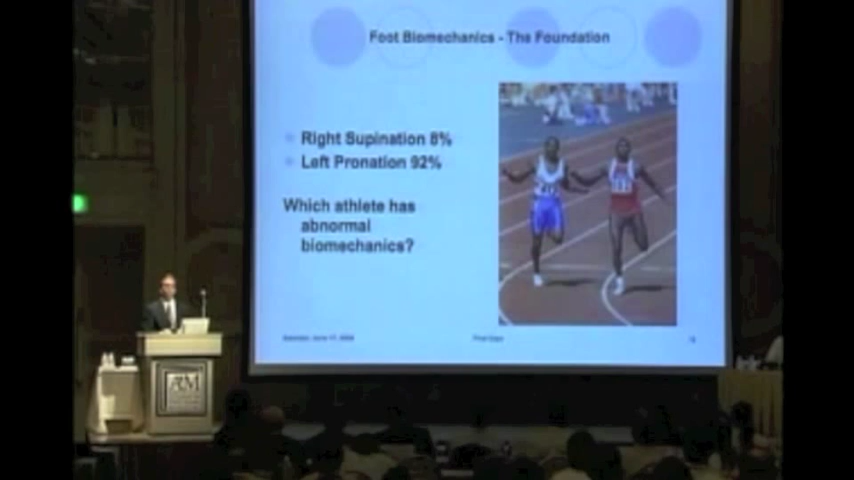 Foot Biomechanics - The Foundation
Right Supination 8%
Left Pronation 92%
Which athlete has
abnormal
biomechanics?